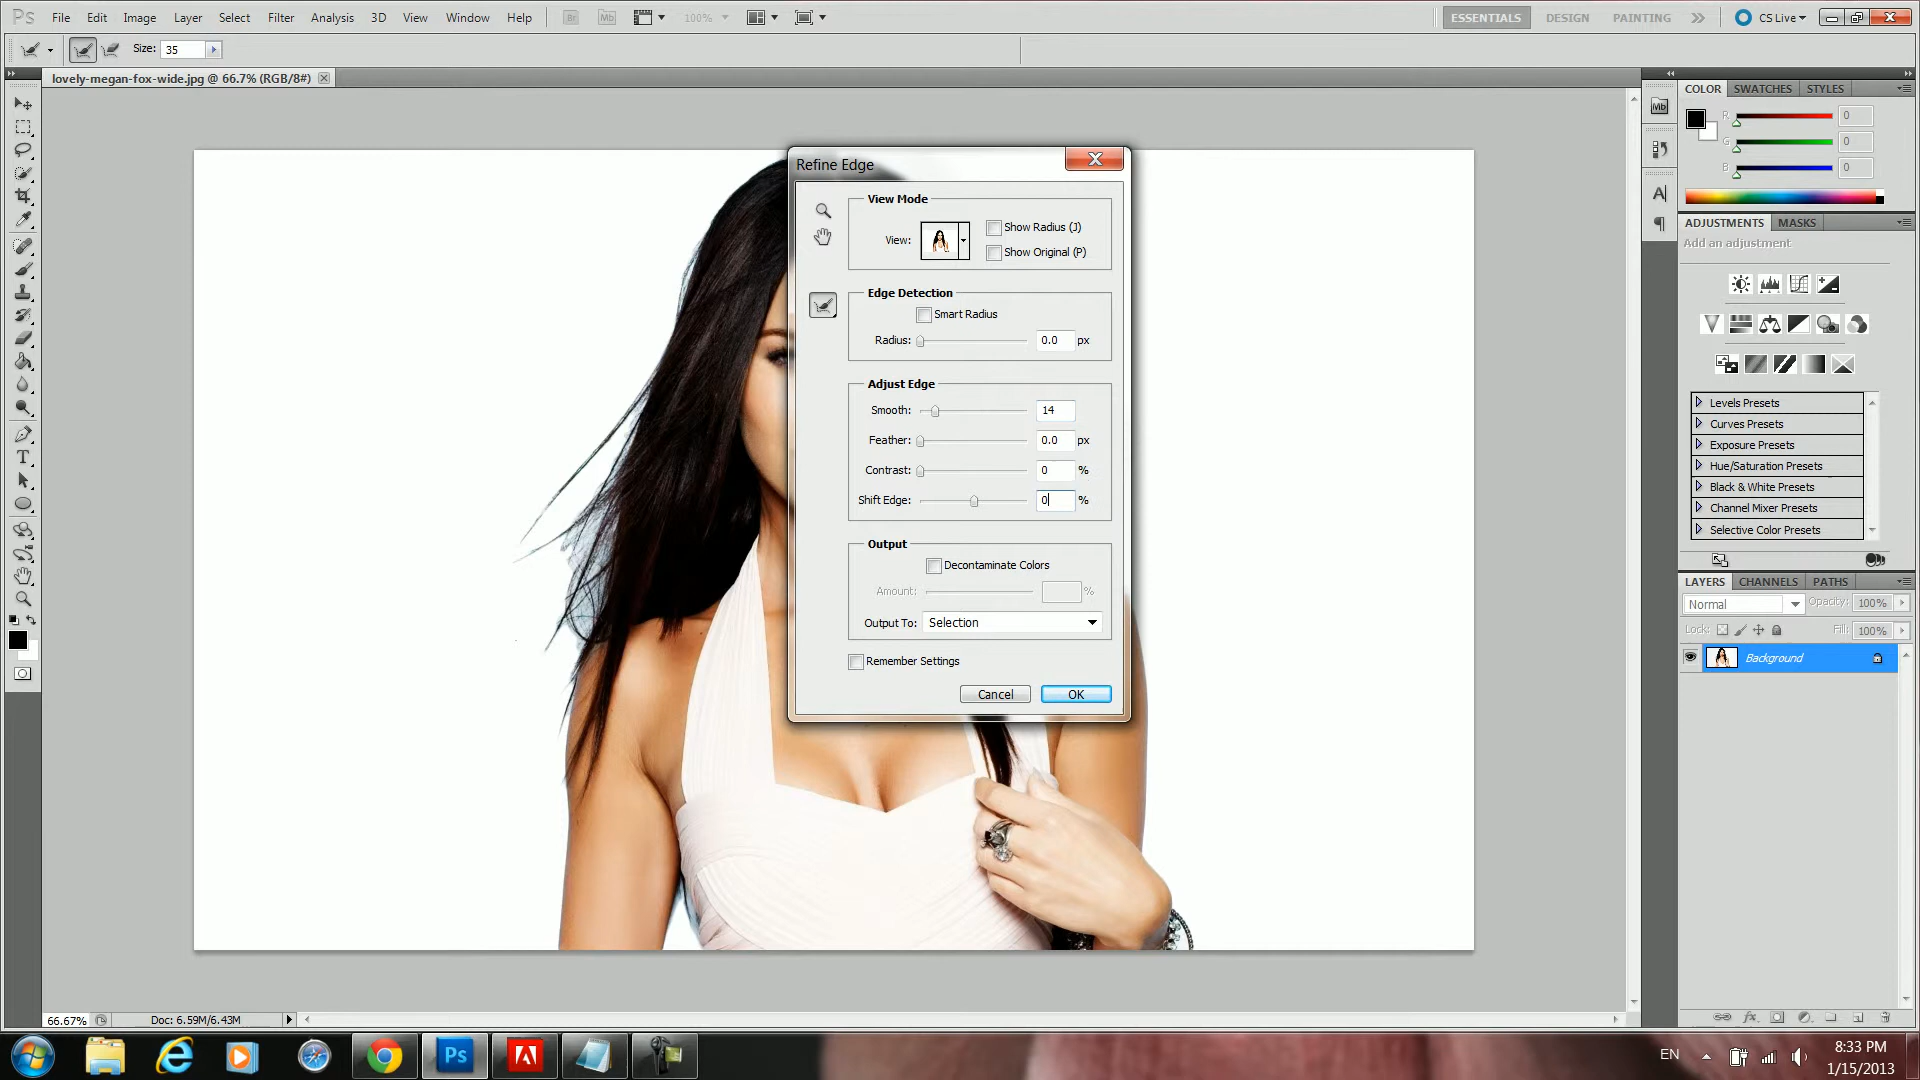 Ps File Edit Image Layer Select Filter Analysis 3D View Window Help Br Mb 100% ESSENTIALS DESIGN PAINTING CS Live
Size: 35
lovely-megan-fox-wide.jpg @ 66.7% (RGB/8#)
COLOR SWATCHES STYLES
Mb
R 0
G 0
B 0
A
ADJUSTMENTS MASKS
Add an adjustment
Levels Presets
Curves Presets
Exposure Presets
Hue/Saturation Presets
Black & White Presets
Channel Mixer Presets
Selective Color Presets
LAYERS CHANNELS PATHS
Normal Opacity: 100%
Lock: Fill: 100%
Background
fx
T
Refine Edge
View Mode
View:
Show Radius (J)
Show Original (P)
Edge Detection
Smart Radius
Radius: 0.0 px
Adjust Edge
Smooth: 14
Feather: 0.0 px
Contrast: 0 %
Shift Edge: 0 %
Output
Decontaminate Colors
Amount: %
Output To: Selection
Remember Settings
Cancel OK
66.67% Doc: 6.59M/6.43M
Ps EN 8:33 PM
1/15/2013